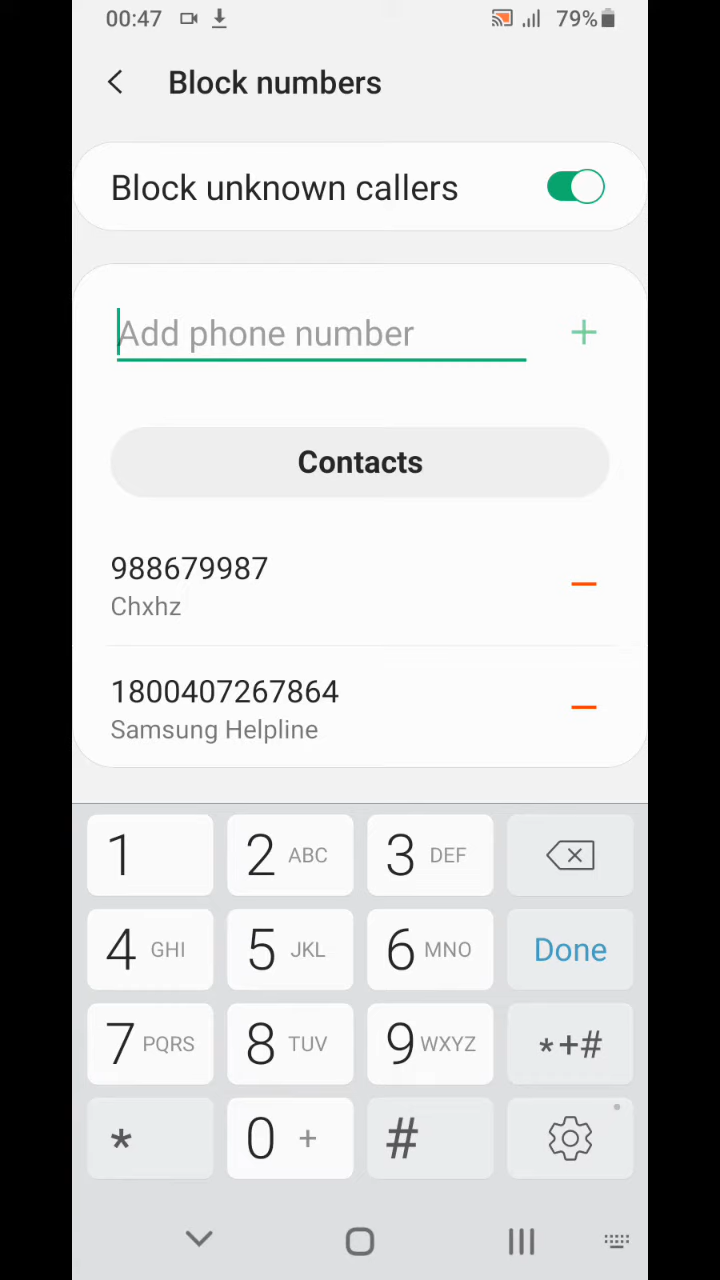 00:47 79%
Block numbers
Block unknown callers
Add phone number +
Contacts
988679987
Chxhz
1800407267864
Samsung Helpline
1 2 ABC 3 DEF
4 GHI 5 JKL 6 MNO Done
7 PQRS 8 TUV 9 WXYZ *+#
* 0 + #